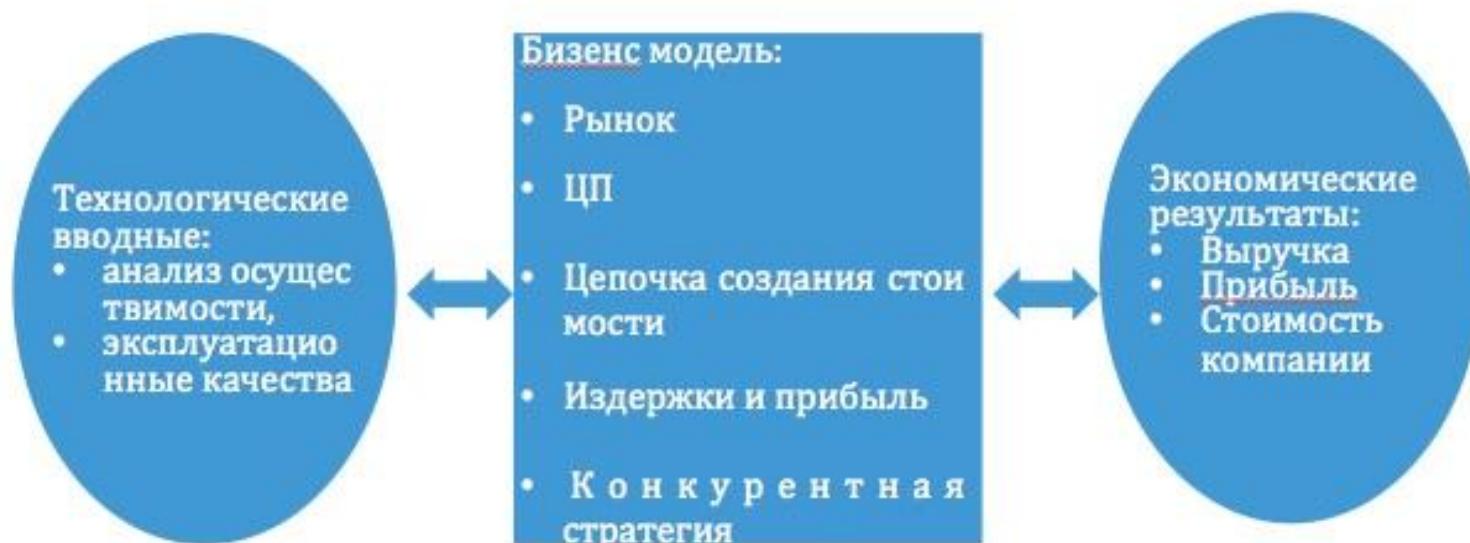 Технологические
вводные:
• анализ осущес
твимости,
• эксплуатацио
нные качества
Бизенс модель:
• Рынок
• ЦП
• Цепочка создания стои
мости
• Издержки и прибыль
• К о н к у р е н т н а я
стратегия
Экономические
результаты:
• Выручка
• Прибыль
• Стоимость
компании